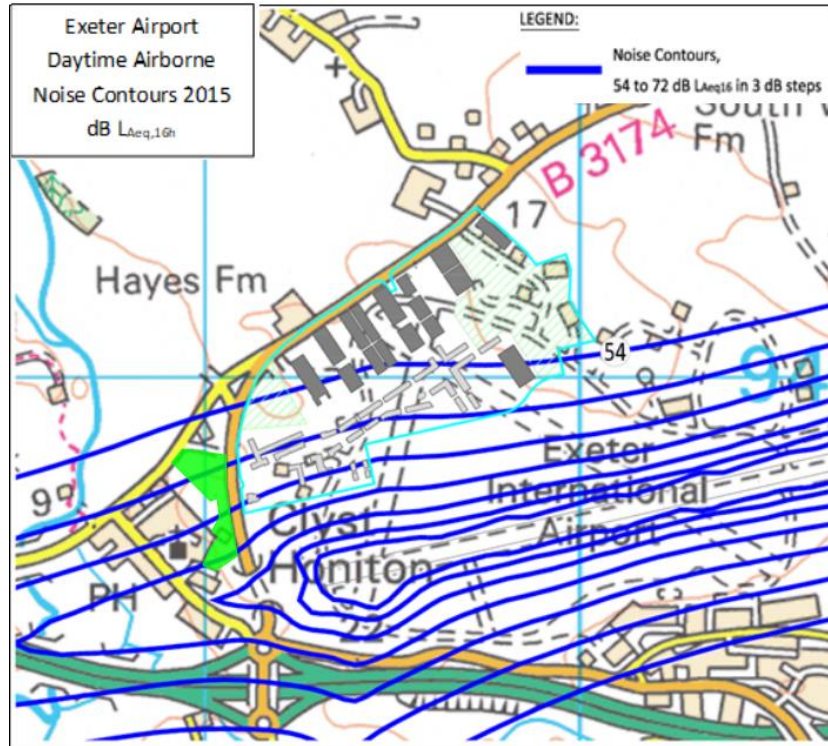 Exeter Airport
Daytime Airborne
Noise Contours 2015
dB LAeq,16h
LEGEND:
Noise Contours,
54 to 72 dB LAeq16 in 3 dB steps
South
Fm
B 3174
17
Hayes Fm
54
9
Exeter
International
Airport
Clyst
Honiton
PH